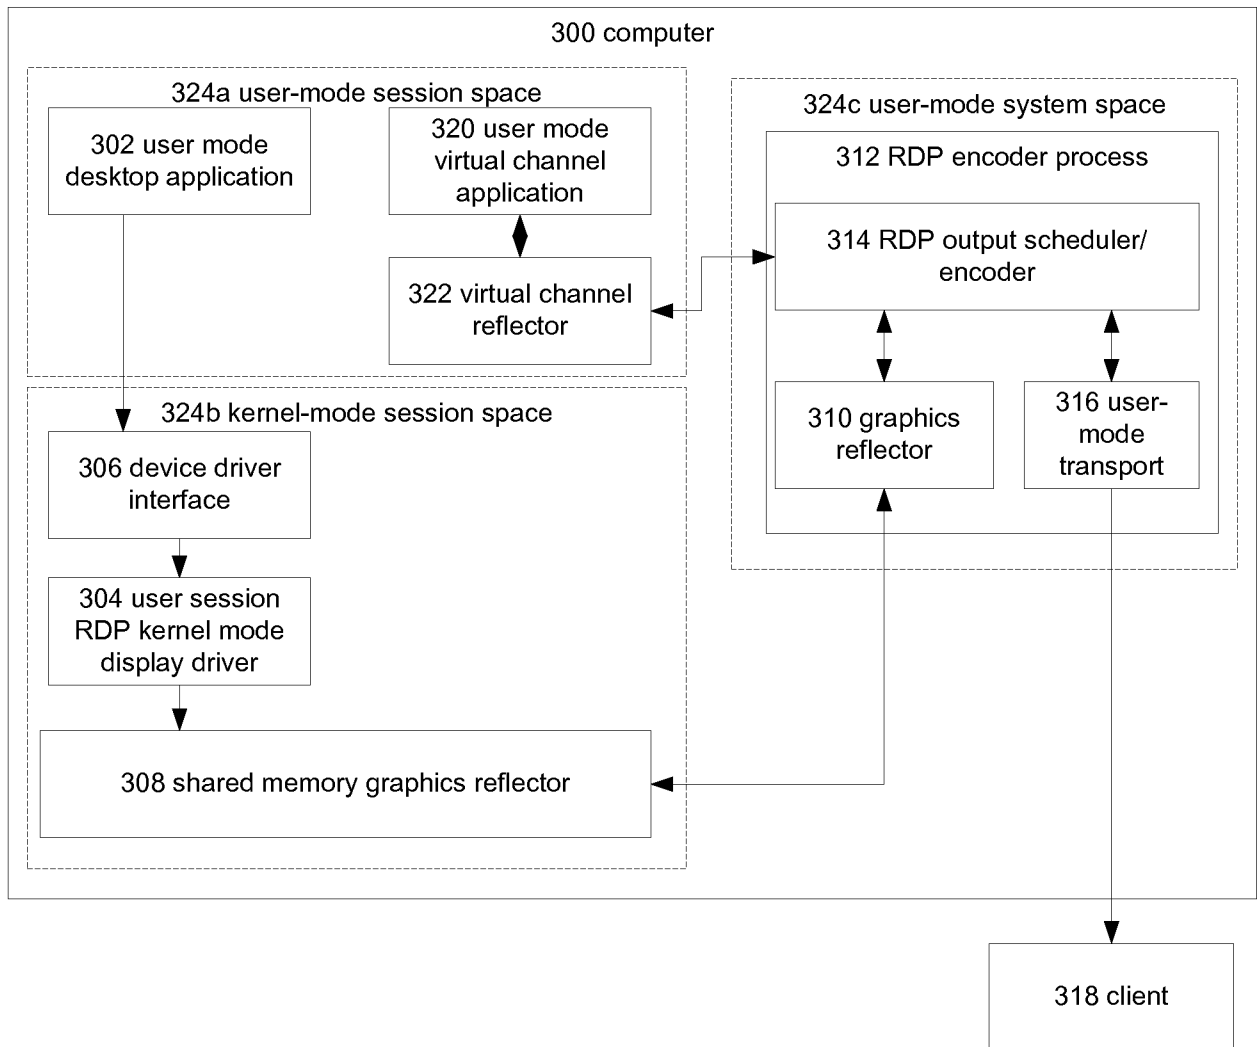 300 computer
324a user-mode session space
302 user mode
desktop application
320 user mode
virtual channel
application
322 virtual channel
reflector
324b kernel-mode session space
306 device driver
interface
304 user session
RDP kernel mode
display driver
308 shared memory graphics reflector
324c user-mode system space
312 RDP encoder process
314 RDP output scheduler/
encoder
310 graphics
reflector
316 user-
mode
transport
318 client